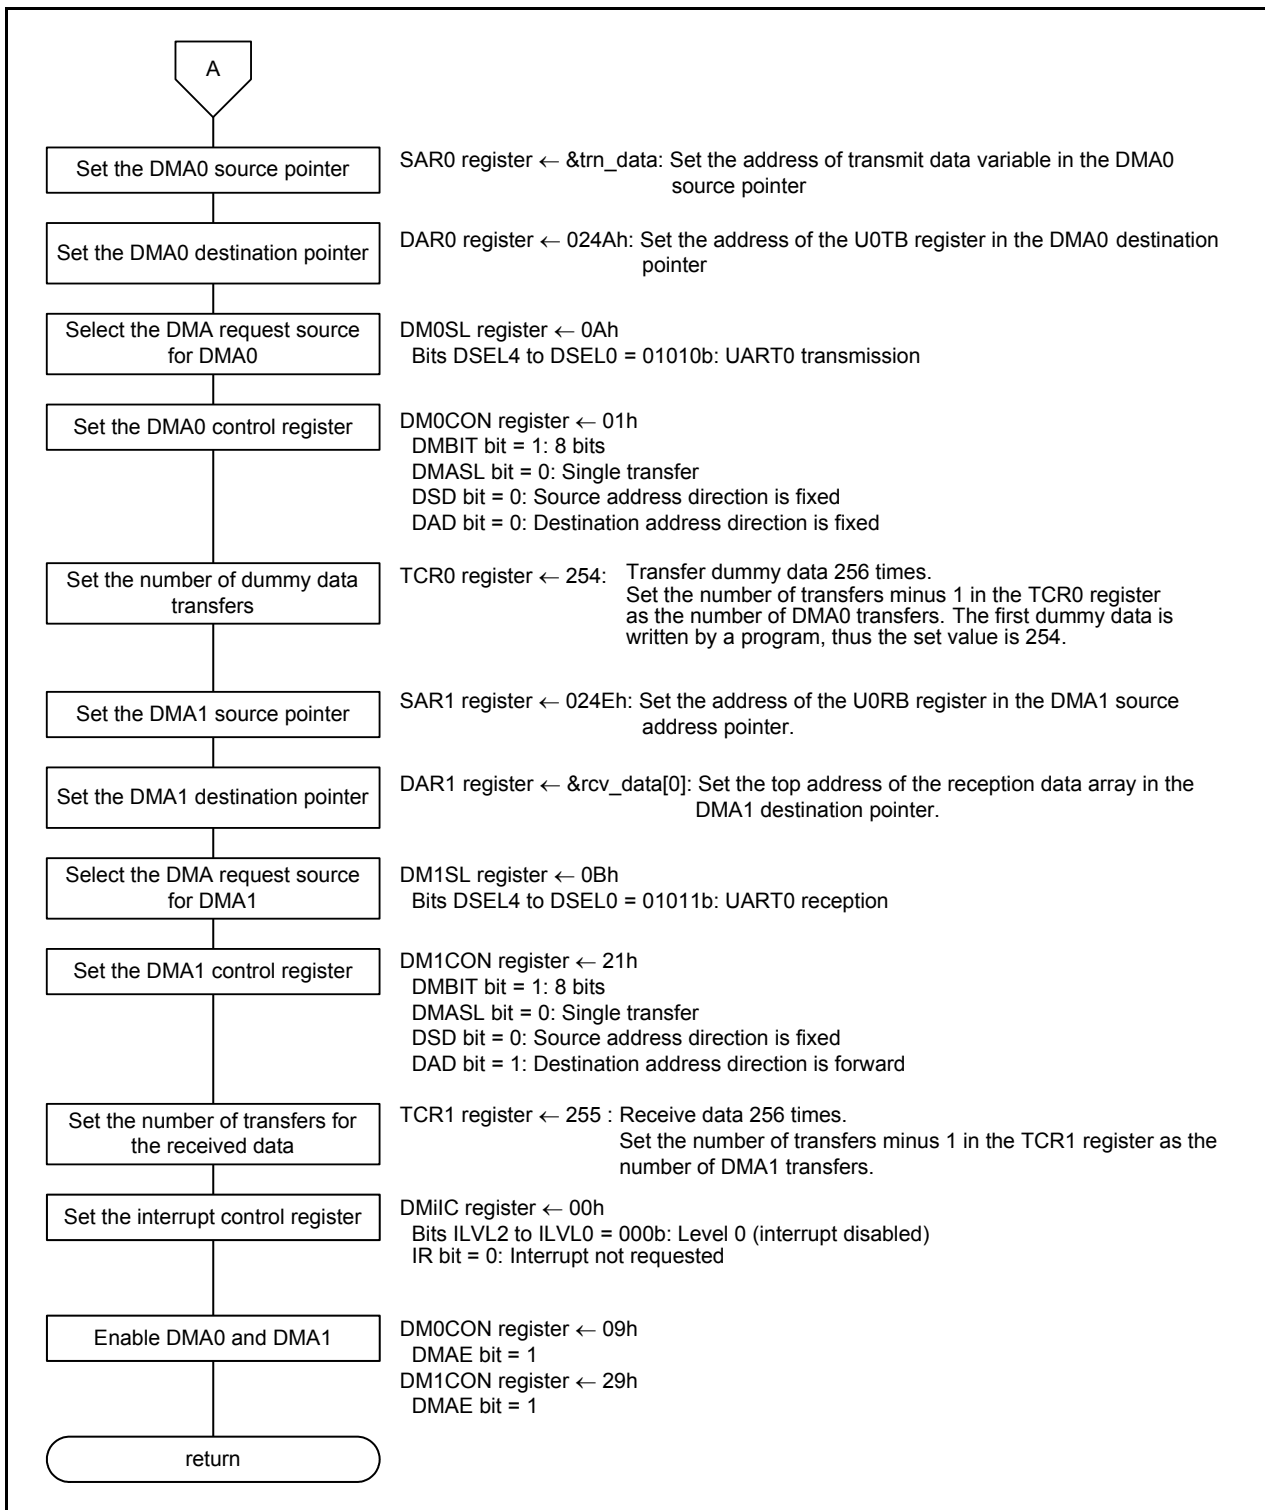 A
Set the DMA0 source pointer
SAR0 register ← &trn_data: Set the address of transmit data variable in the DMA0
source pointer
Set the DMA0 destination pointer
DAR0 register ← 024Ah: Set the address of the U0TB register in the DMA0 destination
pointer
Select the DMA request source
for DMA0
DM0SL register ← 0Ah
Bits DSEL4 to DSEL0 = 01010b: UART0 transmission
Set the DMA0 control register
DM0CON register ← 01h
DMBIT bit = 1: 8 bits
DMASL bit = 0: Single transfer
DSD bit = 0: Source address direction is fixed
DAD bit = 0: Destination address direction is fixed
Set the number of dummy data
transfers
TCR0 register ← 254: Transfer dummy data 256 times.
Set the number of transfers minus 1 in the TCR0 register
as the number of DMA0 transfers. The first dummy data is
written by a program, thus the set value is 254.
Set the DMA1 source pointer
SAR1 register ← 024Eh: Set the address of the U0RB register in the DMA1 source
address pointer.
Set the DMA1 destination pointer
DAR1 register ← &rcv_data[0]: Set the top address of the reception data array in the
DMA1 destination pointer.
Select the DMA request source
for DMA1
DM1SL register ← 0Bh
Bits DSEL4 to DSEL0 = 01011b: UART0 reception
Set the DMA1 control register
DM1CON register ← 21h
DMBIT bit = 1: 8 bits
DMASL bit = 0: Single transfer
DSD bit = 0: Source address direction is fixed
DAD bit = 1: Destination address direction is forward
Set the number of transfers for
the received data
TCR1 register ← 255 : Receive data 256 times.
Set the number of transfers minus 1 in the TCR1 register as the
number of DMA1 transfers.
Set the interrupt control register
DMiIC register ← 00h
Bits ILVL2 to ILVL0 = 000b: Level 0 (interrupt disabled)
IR bit = 0: Interrupt not requested
Enable DMA0 and DMA1
DM0CON register ← 09h
DMAE bit = 1
DM1CON register ← 29h
DMAE bit = 1
return